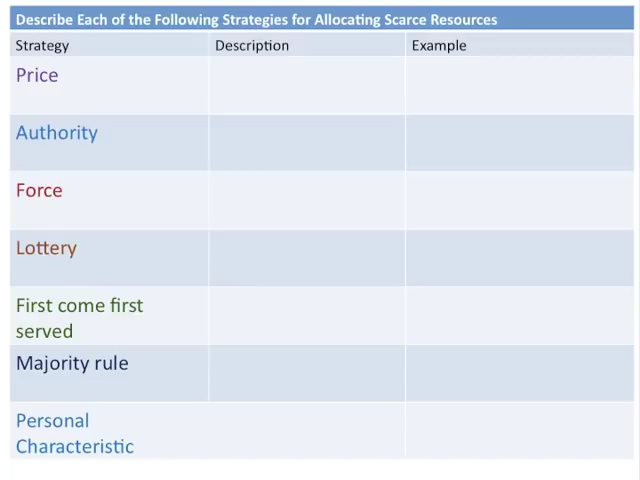 Describe Each of the Following Strategies for Allocating Scarce Resources
Strategy Description Example
Price
Authority
Force
Lottery
First come first
served
Majority rule
Personal
Characteristic